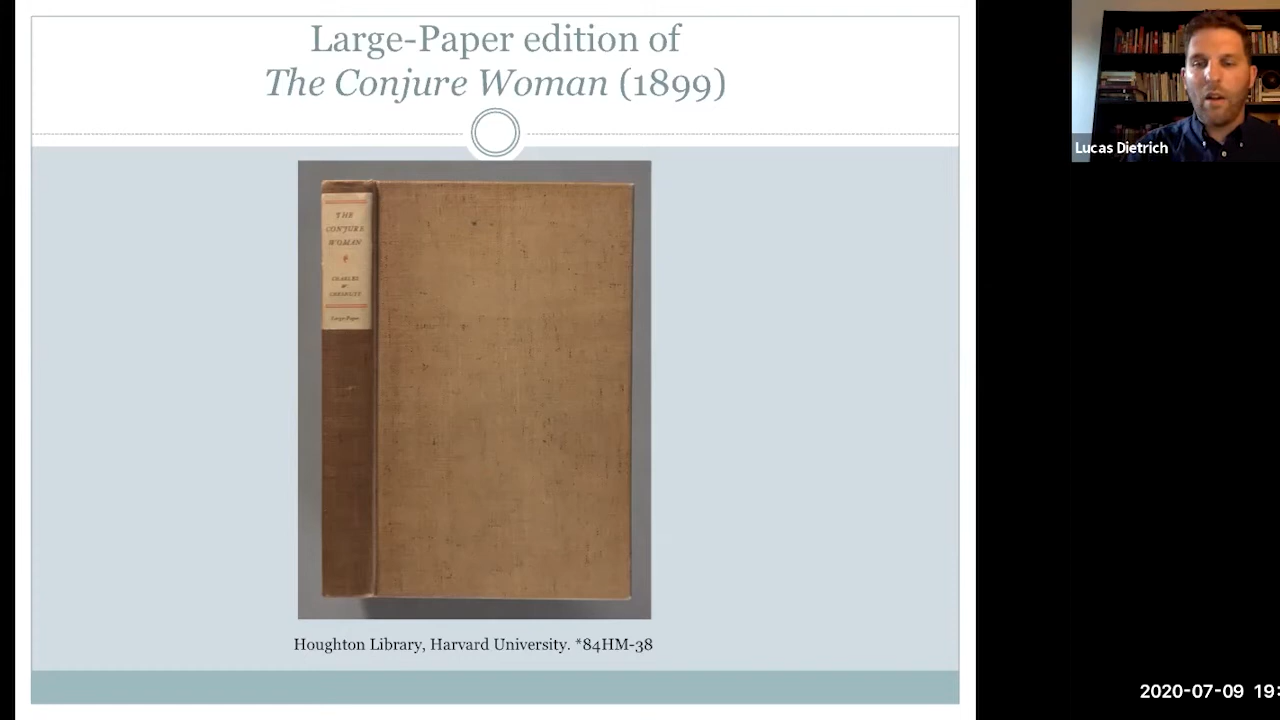 Large-Paper edition of
The Conjure Woman (1899)
THE
CONJURE
WOMAN
CHARLES
W.
CHESNUTT
Large-Paper
Houghton Library, Harvard University. *84HM-38
Lucas Dietrich
2020-07-09 19: